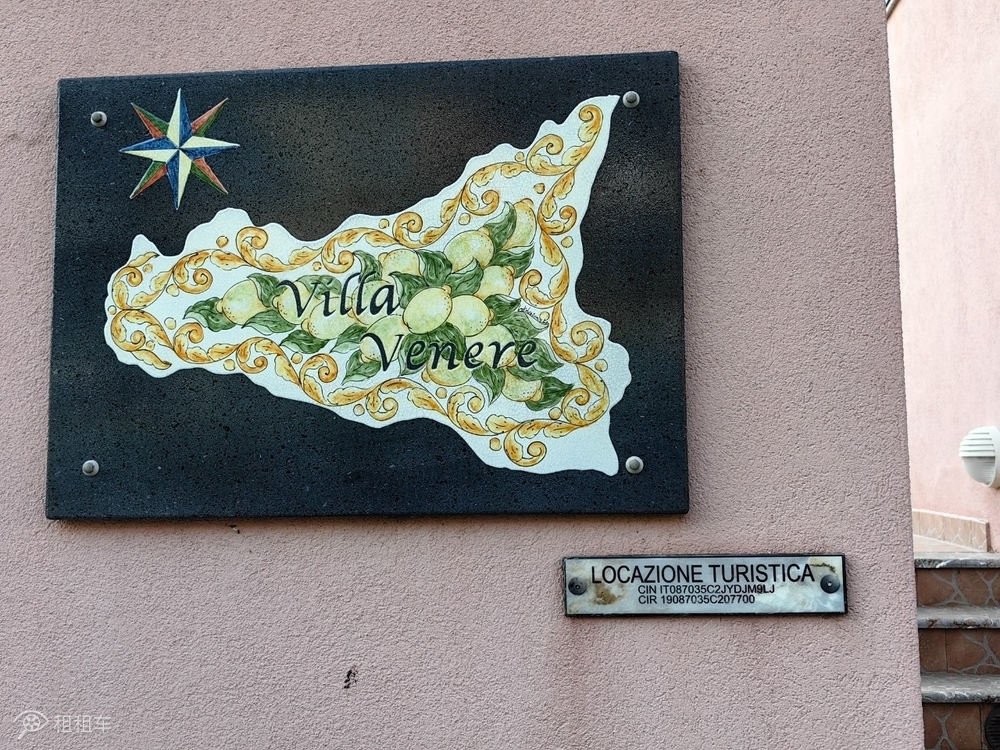 Villa
Venere
LOCAZIONE TURISTICA
CIN IT087035C2JYDJM9LJ
CIR 19087035C207700
租租车